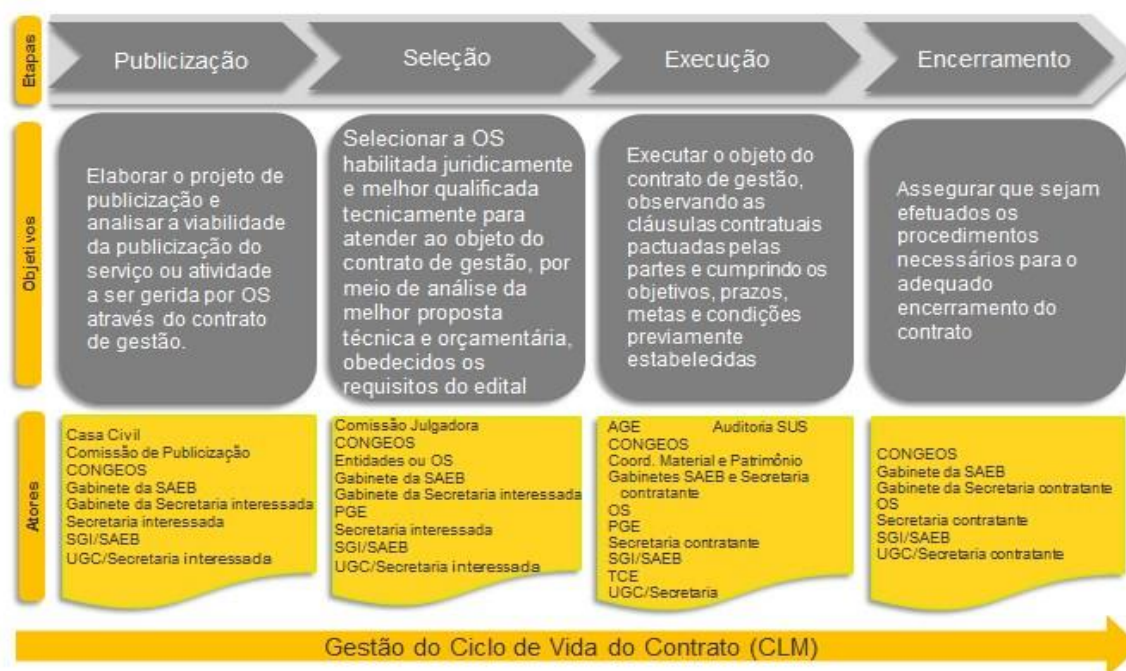 Etapas
Publicização
Seleção
Execução
Encerramento
Objetivos
Elaborar o projeto de
publicização e
analisar a viabilidade
da publicização do
serviço ou atividade
a ser gerida por OS
através do contrato
de gestão.
Selecionar a OS
habilitada juridicamente
e melhor qualificada
tecnicamente para
atender ao objeto do
contrato de gestão, por
meio de análise da
melhor proposta
técnica e orçamentária,
obedecidos os
requisitos do edital
Executar o objeto do
contrato de gestão,
observando as
cláusulas contratuais
pactuadas pelas
partes e cumprindo os
objetivos, prazos,
metas e condições
previamente
estabelecidas
Assegurar que sejam
efetuados os
procedimentos
necessários para o
adequado
encerramento do
contrato
Atores
Casa Civil
Comissão de Publicização
CONGEOS
Gabinete da SAEB
Gabinete da Secretaria interessada
Secretaria interessada
SGI/SAEB
UGC/Secretaria interessada
Comissão Julgadora
CONGEOS
Entidades ou OS
Gabinete da SAEB
Gabinete da Secretaria interessada
PGE
Secretaria interessada
SGI/SAEB
UGC/Secretaria interessada
AGE Auditoria SUS
CONGEOS
Coord. Material e Patrimônio
Gabinetes SAEB e Secretaria
contratante
OS
PGE
Secretaria contratante
SGI/SAEB
TCE
UGC/Secretaria
CONGEOS
Gabinete da SAEB
Gabinete da Secretaria contratante
OS
Secretaria contratante
SGI/SAEB
UGC/Secretaria contratante
Gestão do Ciclo de Vida do Contrato (CLM)